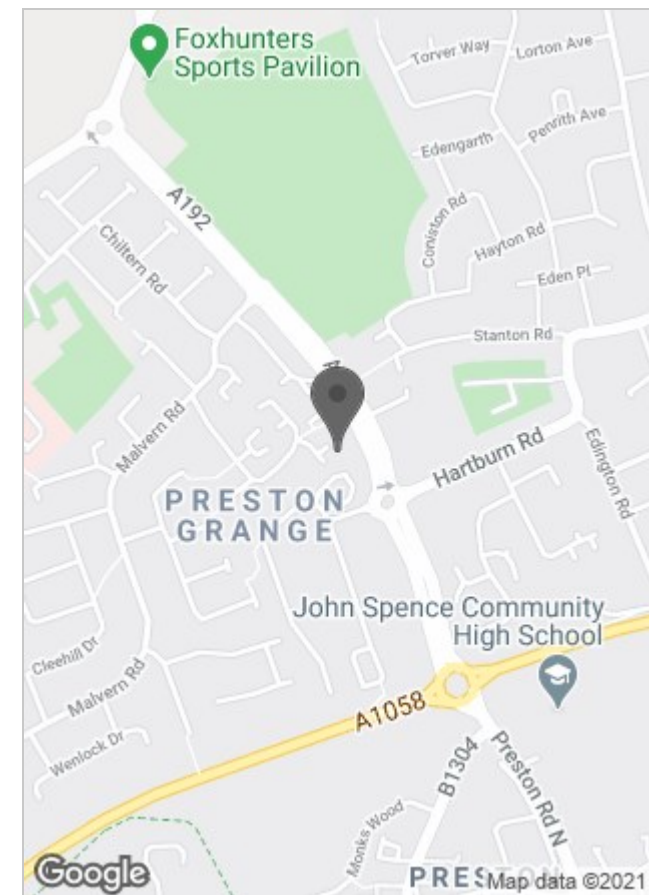 Foxhunters
Sports Pavilion
Torver Way
Lorton Ave
Penrith Ave
Edengarth
A192
Coniston Rd
Hayton Rd
Chiltern Rd
Eden Pl
Stanton Rd
Malvern Rd
Hartburn Rd
Edington Rd
PRESTON
GRANGE
John Spence Community
High School
Cleehill Dr
Malvern Rd
A1058
Wenlock Dr
B1304
Preston Rd N
Monks Wood
Google
Map data ©2021